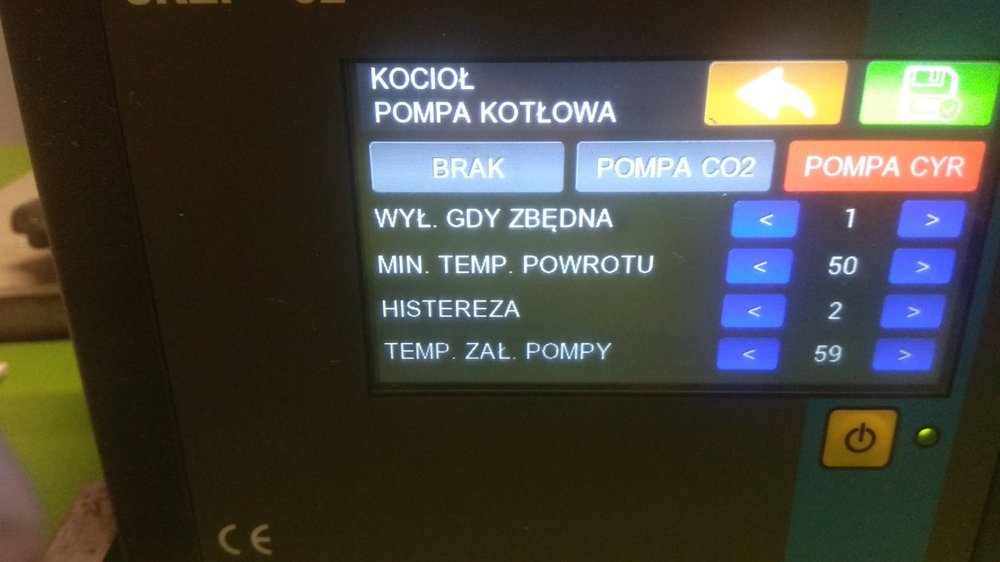 KOCIOŁ
POMPA KOTŁOWA
BRAK POMPA CO2 POMPA CYR
WYŁ. GDY ZBĘDNA < 1 >
MIN. TEMP. POWROTU < 50 >
HISTEREZA < 2 >
TEMP. ZAŁ. POMPY < 59 >
CE